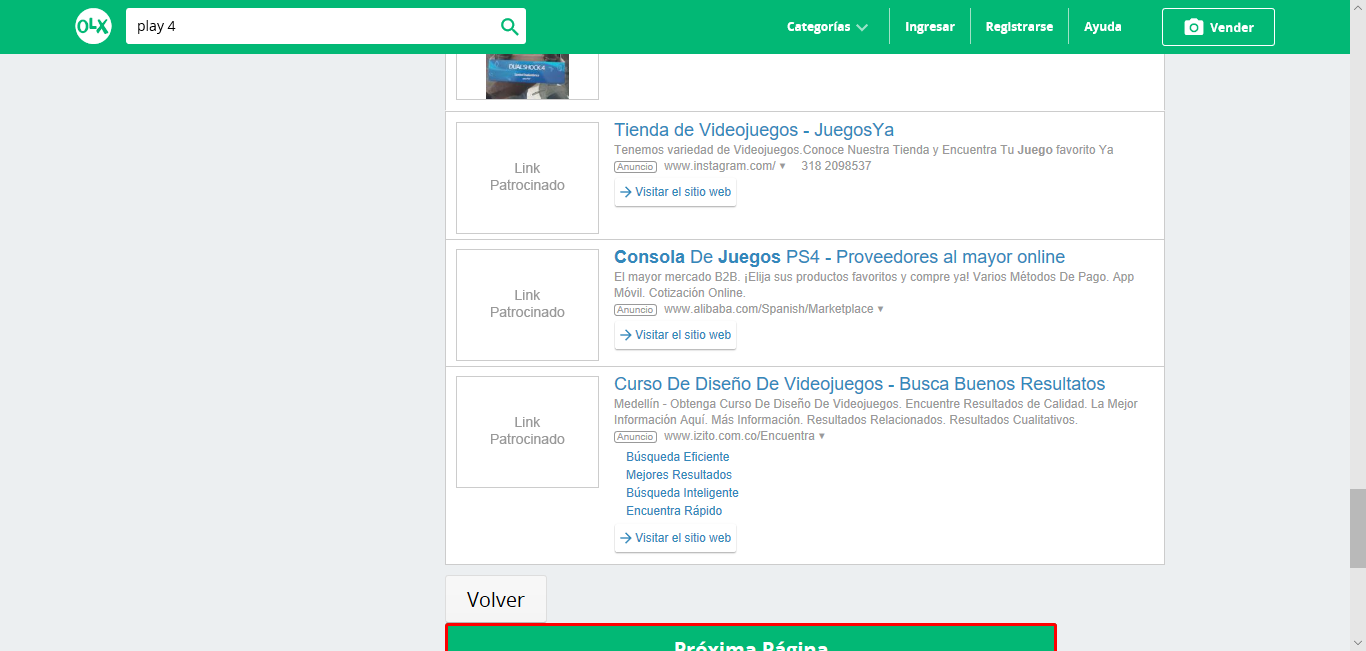 OLX
play 4
Categorías
Ingresar
Registrarse
Ayuda
Vender
DUALSHOCK 4
Link
Patrocinado
Tienda de Videojuegos - JuegosYa
Tenemos variedad de Videojuegos.Conoce Nuestra Tienda y Encuentra Tu Juego favorito Ya
Anuncio www.instagram.com/ ▼ 318 2098537
→ Visitar el sitio web
Link
Patrocinado
Consola De Juegos PS4 - Proveedores al mayor online
El mayor mercado B2B. ¡Elija sus productos favoritos y compre ya! Varios Métodos De Pago. App
Móvil. Cotización Online.
Anuncio www.alibaba.com/Spanish/Marketplace ▼
→ Visitar el sitio web
Link
Patrocinado
Curso De Diseño De Videojuegos - Busca Buenos Resultatos
Medellín - Obtenga Curso De Diseño De Videojuegos. Encuentre Resultados de Calidad. La Mejor
Información Aquí. Más Información. Resultados Relacionados. Resultados Cualitativos.
Anuncio www.izito.com.co/Encuentra ▼
Búsqueda Eficiente
Mejores Resultados
Búsqueda Inteligente
Encuentra Rápido
→ Visitar el sitio web
Volver
Próxima Página